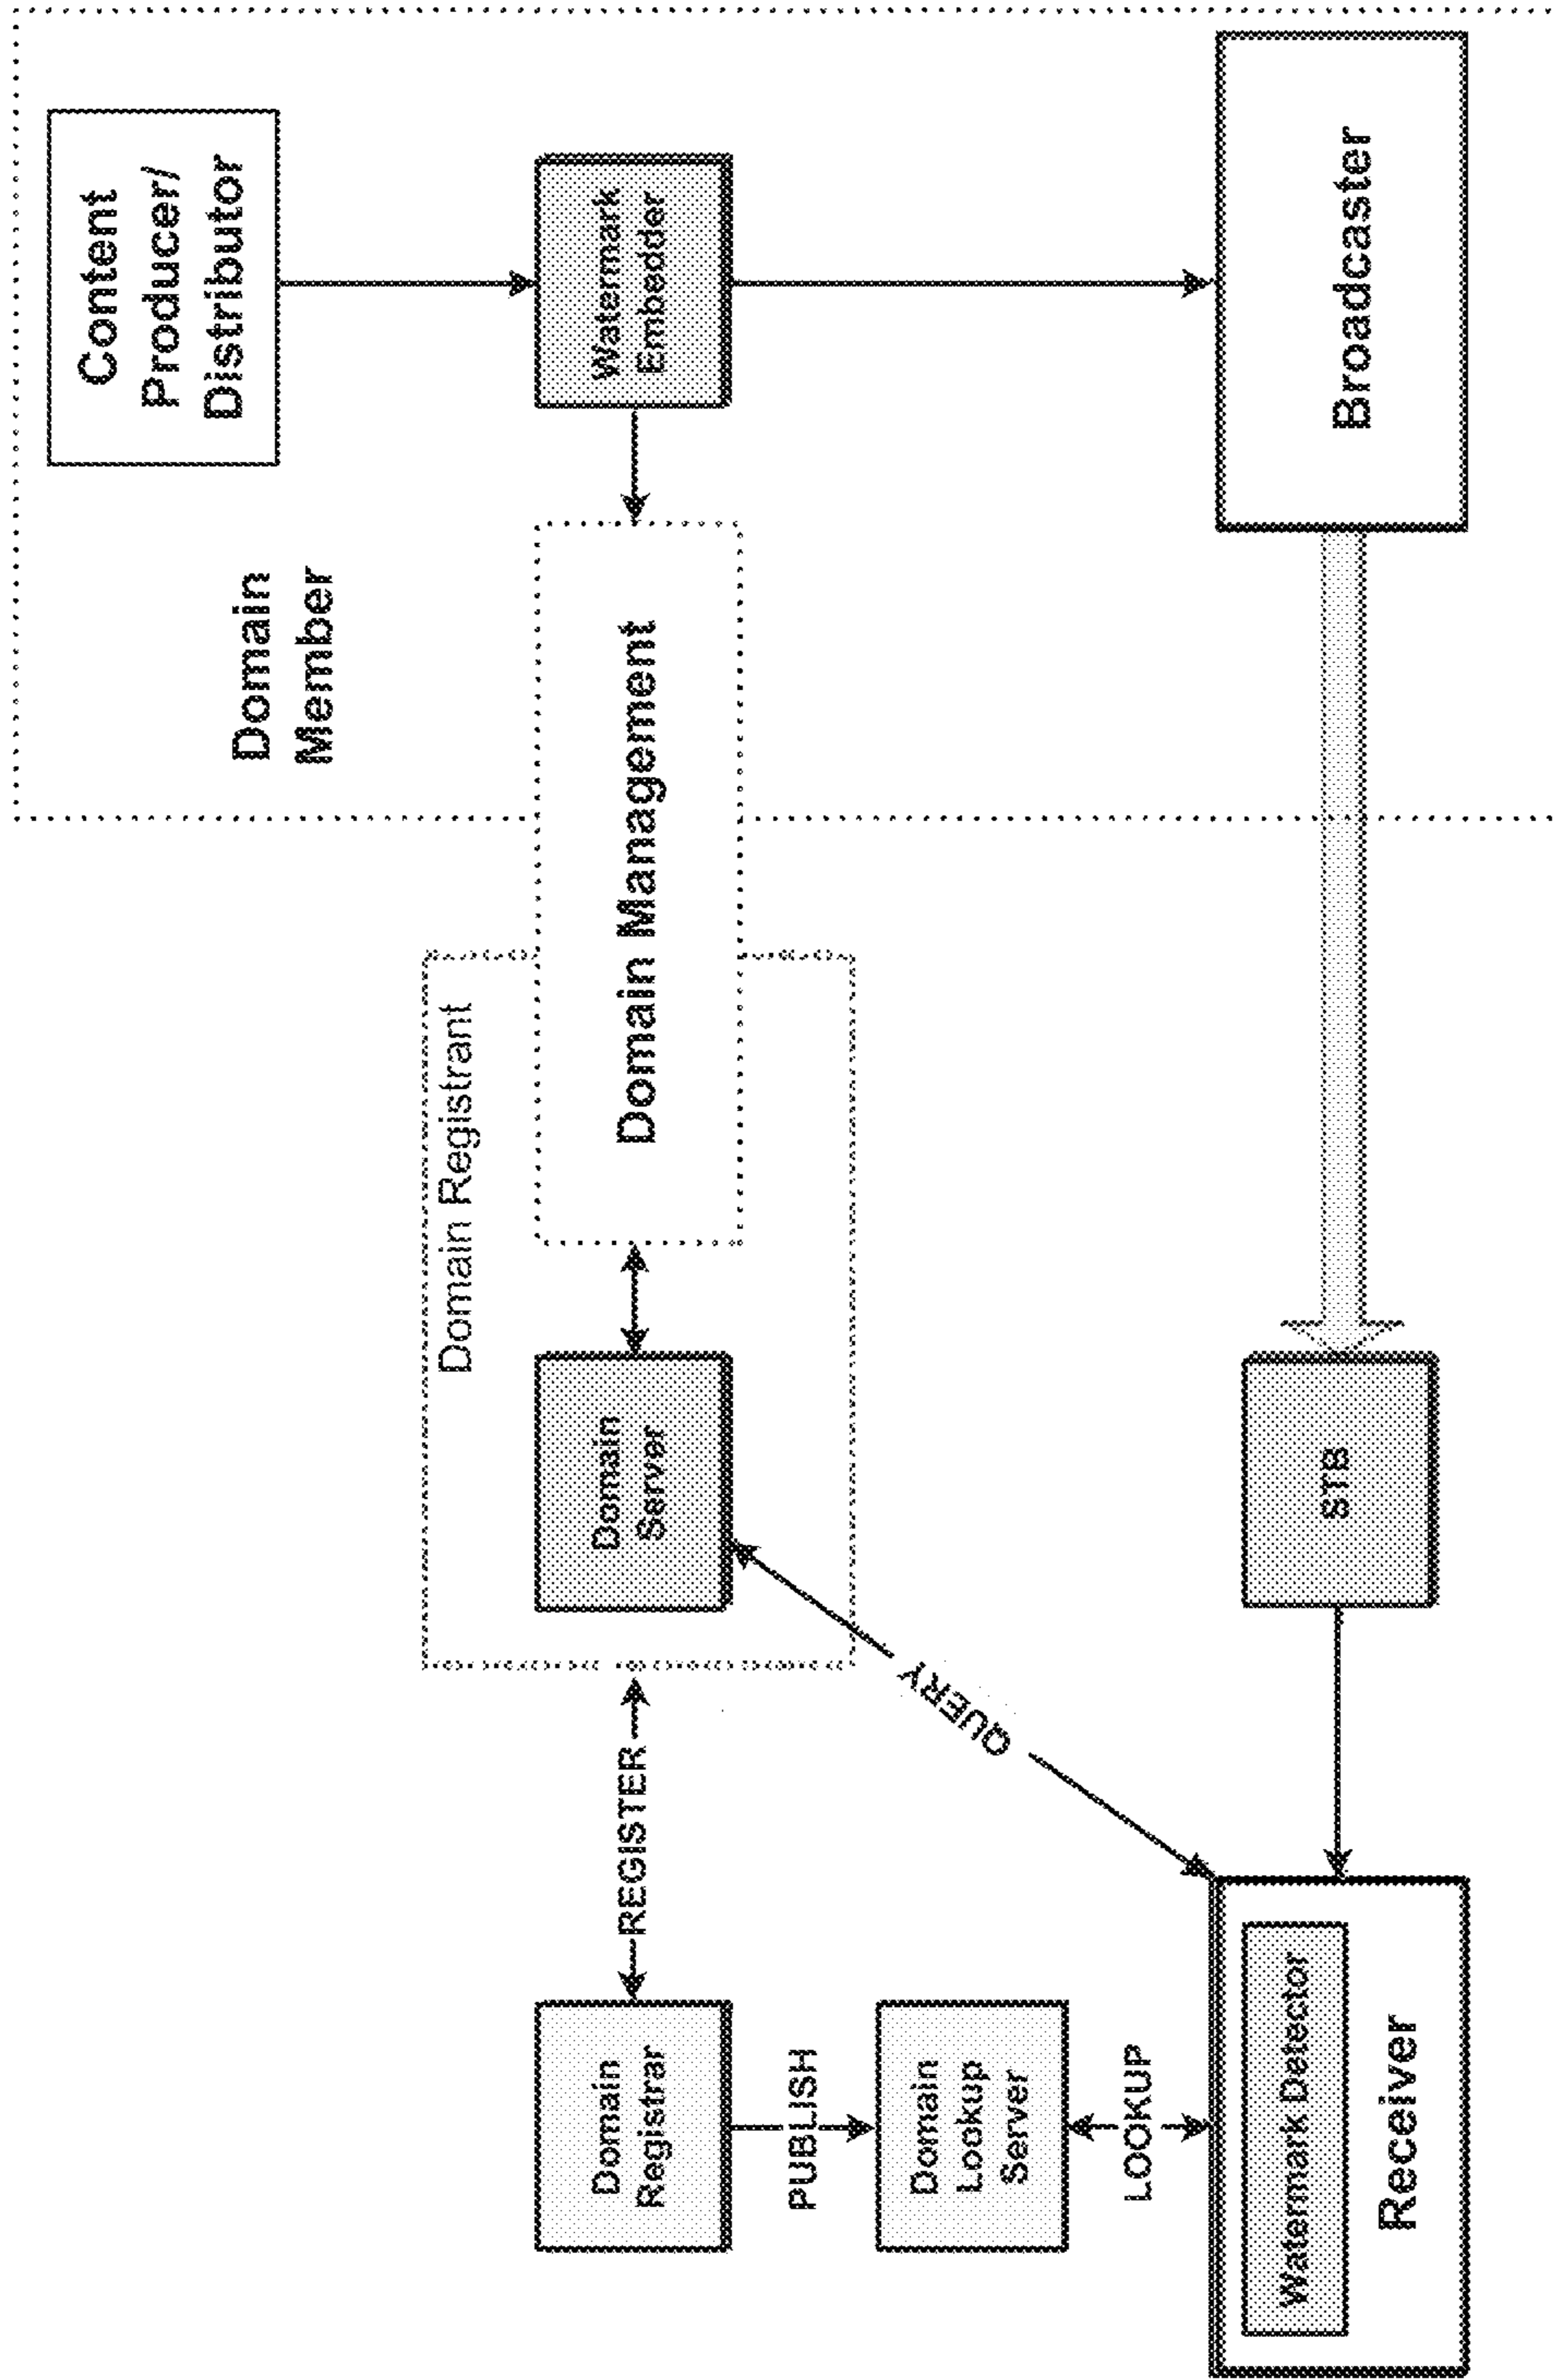 Content
Producer/
Distributor
Domain
Member
Watermark
Embedder
Domain Management
Broadcaster
Domain Registrant
Domain
Server
STB
QUERY
REGISTER
Domain
Registrar
PUBLISH
Domain
Lookup
Server
LOOKUP
Watermark Detector
Receiver